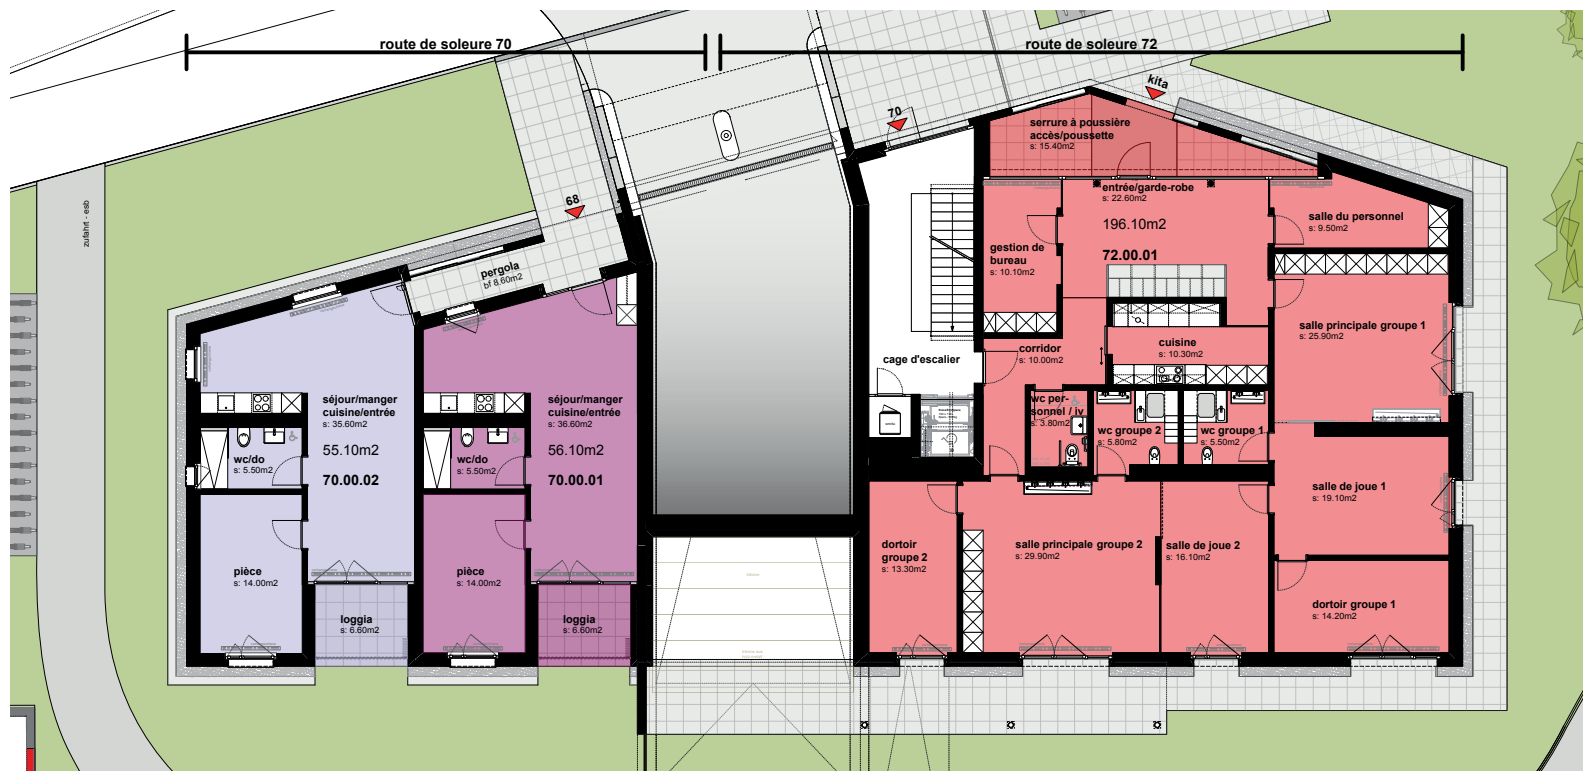 route de soleure 70
route de soleure 72
kita
70
68
zufahrt - esb
serrure à poussière
accès/poussette
s: 15.40m2
entrée/garde-robe
s: 22.60m2
196.10m2
72.00.01
salle du personnel
s: 9.50m2
gestion de
bureau
s: 10.10m2
pergola
bf 8.60m2
salle principale groupe 1
s: 25.90m2
cuisine
s: 10.30m2
corridor
s: 10.00m2
cage d'escalier
séjour/manger
cuisine/entrée
s: 35.60m2
55.10m2
70.00.02
séjour/manger
cuisine/entrée
s: 36.60m2
56.10m2
70.00.01
wc/do
s: 5.50m2
wc/do
s: 5.50m2
wc per-
sonnel / iv
s: 3.80m2
wc groupe 2
s: 5.80m2
wc groupe 1
s: 5.50m2
salle de joue 1
s: 19.10m2
pièce
s: 14.00m2
pièce
s: 14.00m2
loggia
s: 6.60m2
loggia
s: 6.60m2
dortoir
groupe 2
s: 13.30m2
salle principale groupe 2
s: 29.90m2
salle de joue 2
s: 16.10m2
dortoir groupe 1
s: 14.20m2